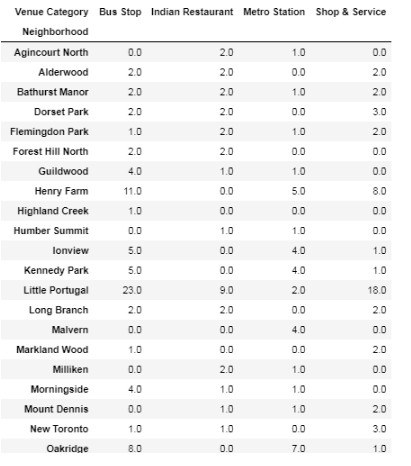 Venue Category Bus Stop Indian Restaurant Metro Station Shop & Service
Neighborhood
Agincourt North 0.0 2.0 1.0 0.0
Alderwood 2.0 2.0 0.0 2.0
Bathurst Manor 2.0 2.0 1.0 2.0
Dorset Park 2.0 2.0 0.0 3.0
Flemingdon Park 1.0 2.0 1.0 2.0
Forest Hill North 2.0 2.0 0.0 0.0
Guildwood 4.0 1.0 1.0 0.0
Henry Farm 11.0 0.0 5.0 8.0
Highland Creek 1.0 0.0 0.0 0.0
Humber Summit 0.0 1.0 1.0 0.0
Ionview 5.0 0.0 4.0 1.0
Kennedy Park 5.0 0.0 4.0 1.0
Little Portugal 23.0 9.0 2.0 18.0
Long Branch 2.0 2.0 0.0 2.0
Malvern 0.0 0.0 4.0 0.0
Markland Wood 1.0 0.0 0.0 2.0
Milliken 0.0 2.0 1.0 0.0
Morningside 4.0 1.0 1.0 0.0
Mount Dennis 0.0 1.0 1.0 2.0
New Toronto 1.0 1.0 0.0 3.0
Oakridge 8.0 0.0 7.0 1.0